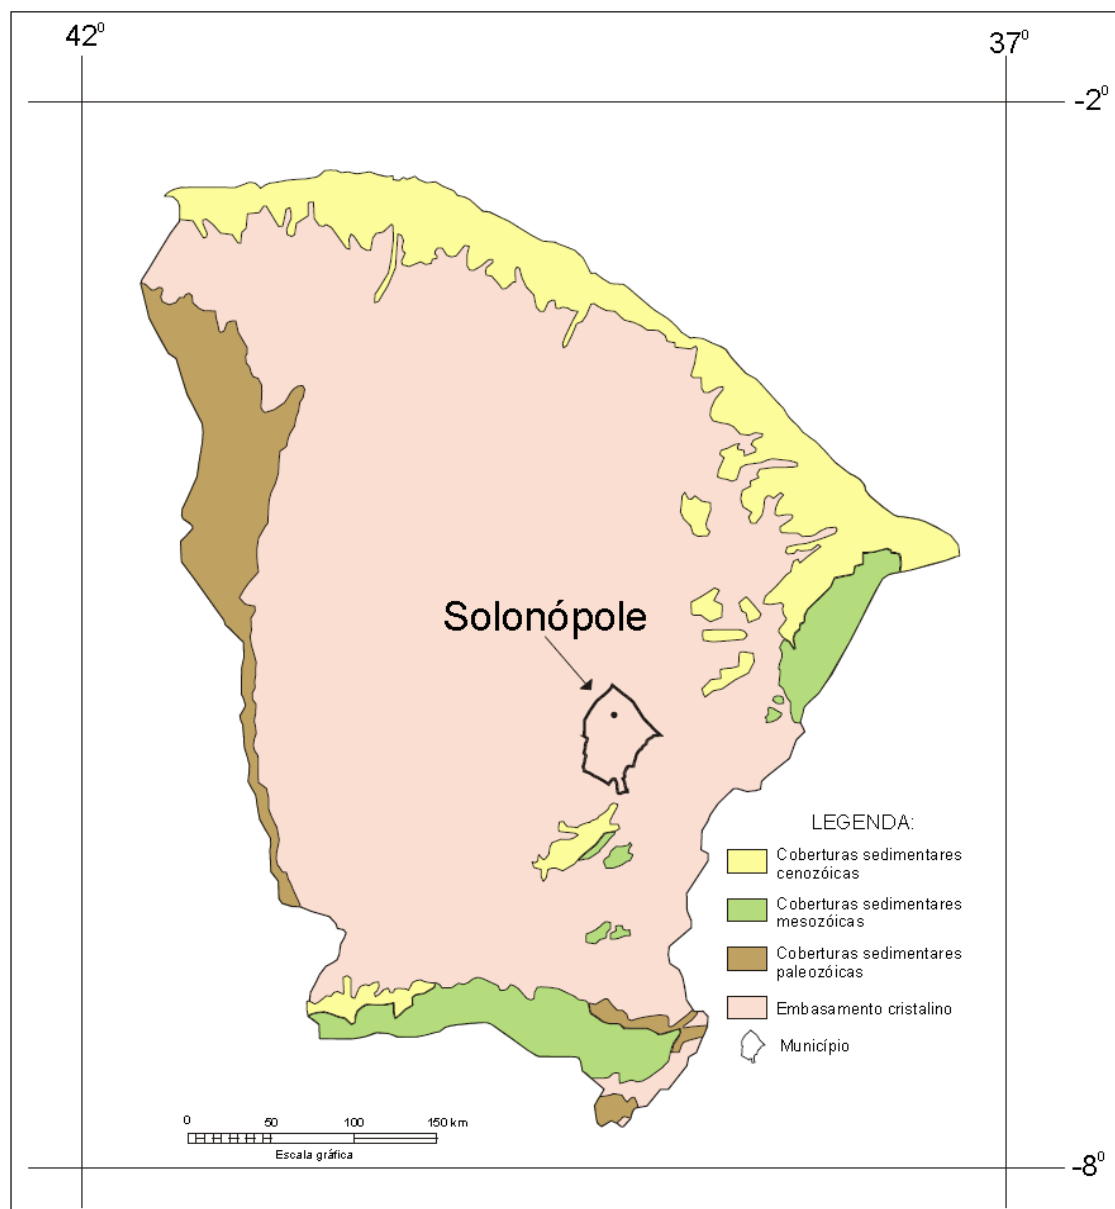 42⁰
37⁰
-2⁰
Solonópole
LEGENDA:
Coberturas sedimentares
cenozóicas
Coberturas sedimentares
mesozóicas
Coberturas sedimentares
paleozóicas
Embasamento cristalino
Município
0 50 100 150 km
Escala gráfica
-8⁰